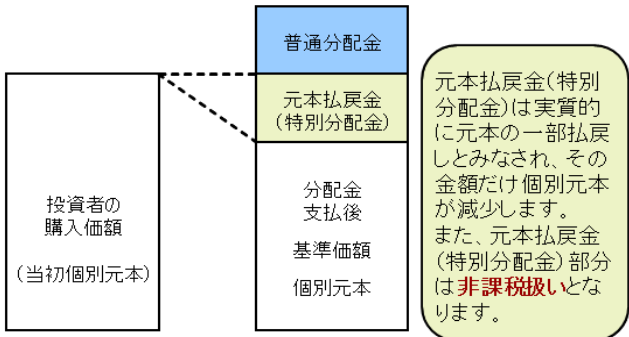 普通分配金
元本払戻金
(特別分配金)
投資者の
購入価額
(当初個別元本)
分配金
支払後
基準価額
個別元本
元本払戻金(特別
分配金)は実質的
に元本の一部払戻
しとみなされ、その
金額だけ個別元本
が減少します。
また、元本払戻金
(特別分配金) 部分
は非課税扱いとな
ります。